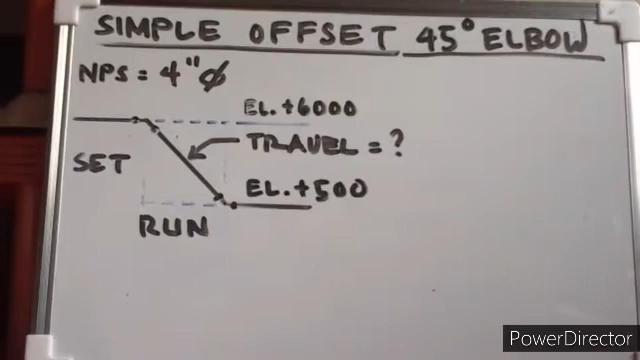 SIMPLE OFFSET 45° ELBOW
NPS = 4"ϕ
EL.+6000
TRAVEL = ?
SET
EL.+500
RUN
PowerDirector